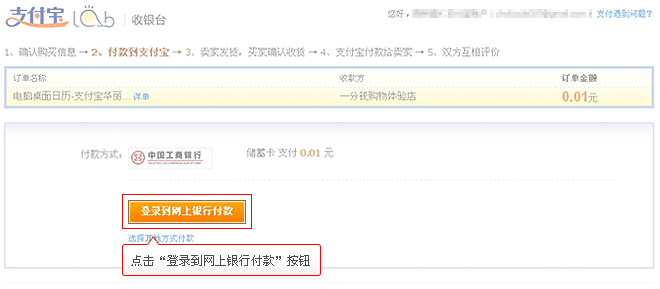 支付宝 Lab 收银台
您好， 支付遇到问题?
1、确认购买信息 → 2、付款到支付宝 → 3、卖家发货，买家确认收货 → 4、支付宝付款给卖家 → 5、双方互相评价
订单名称 收款方 订单金额
电脑桌面日历-支付宝华丽... 详单 一分钱购物体验店 0.01元
付款方式： 中国工商银行 储蓄卡 支付 0.01 元
登录到网上银行付款
选择其他方式付款
点击“登录到网上银行付款”按钮